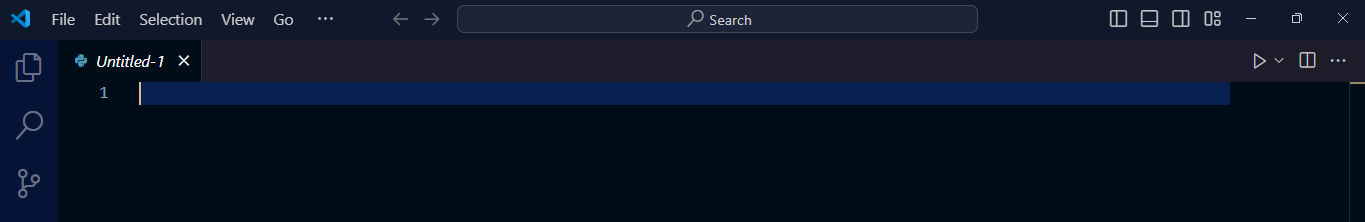 File Edit Selection View Go ...
Search
Untitled-1
1